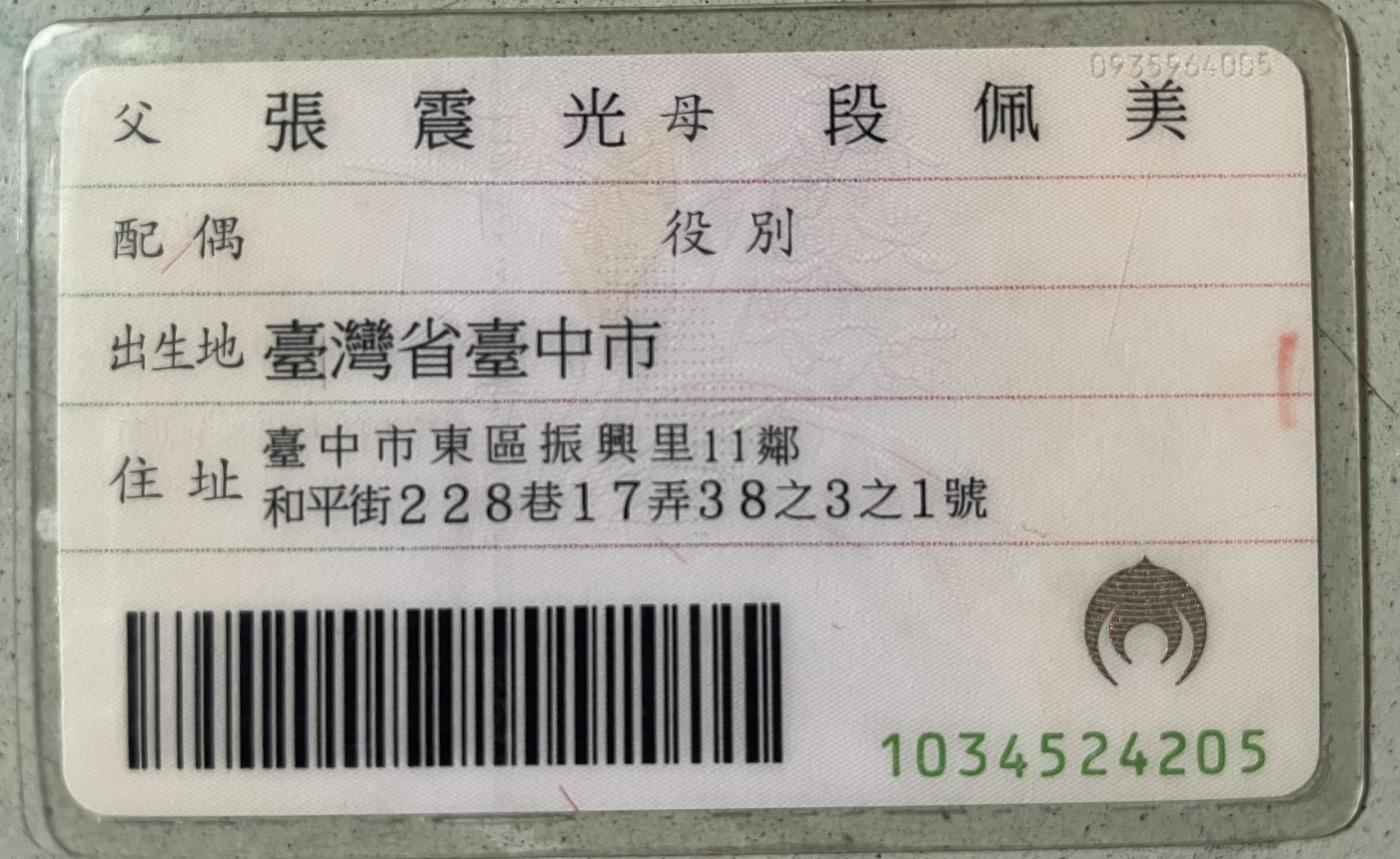 0935964005
父 張震光 母 段佩美
配偶 役別
出生地 臺灣省臺中市
住址 臺中市東區振興里11鄰
和平街228巷17弄38之3之1號
1034524205